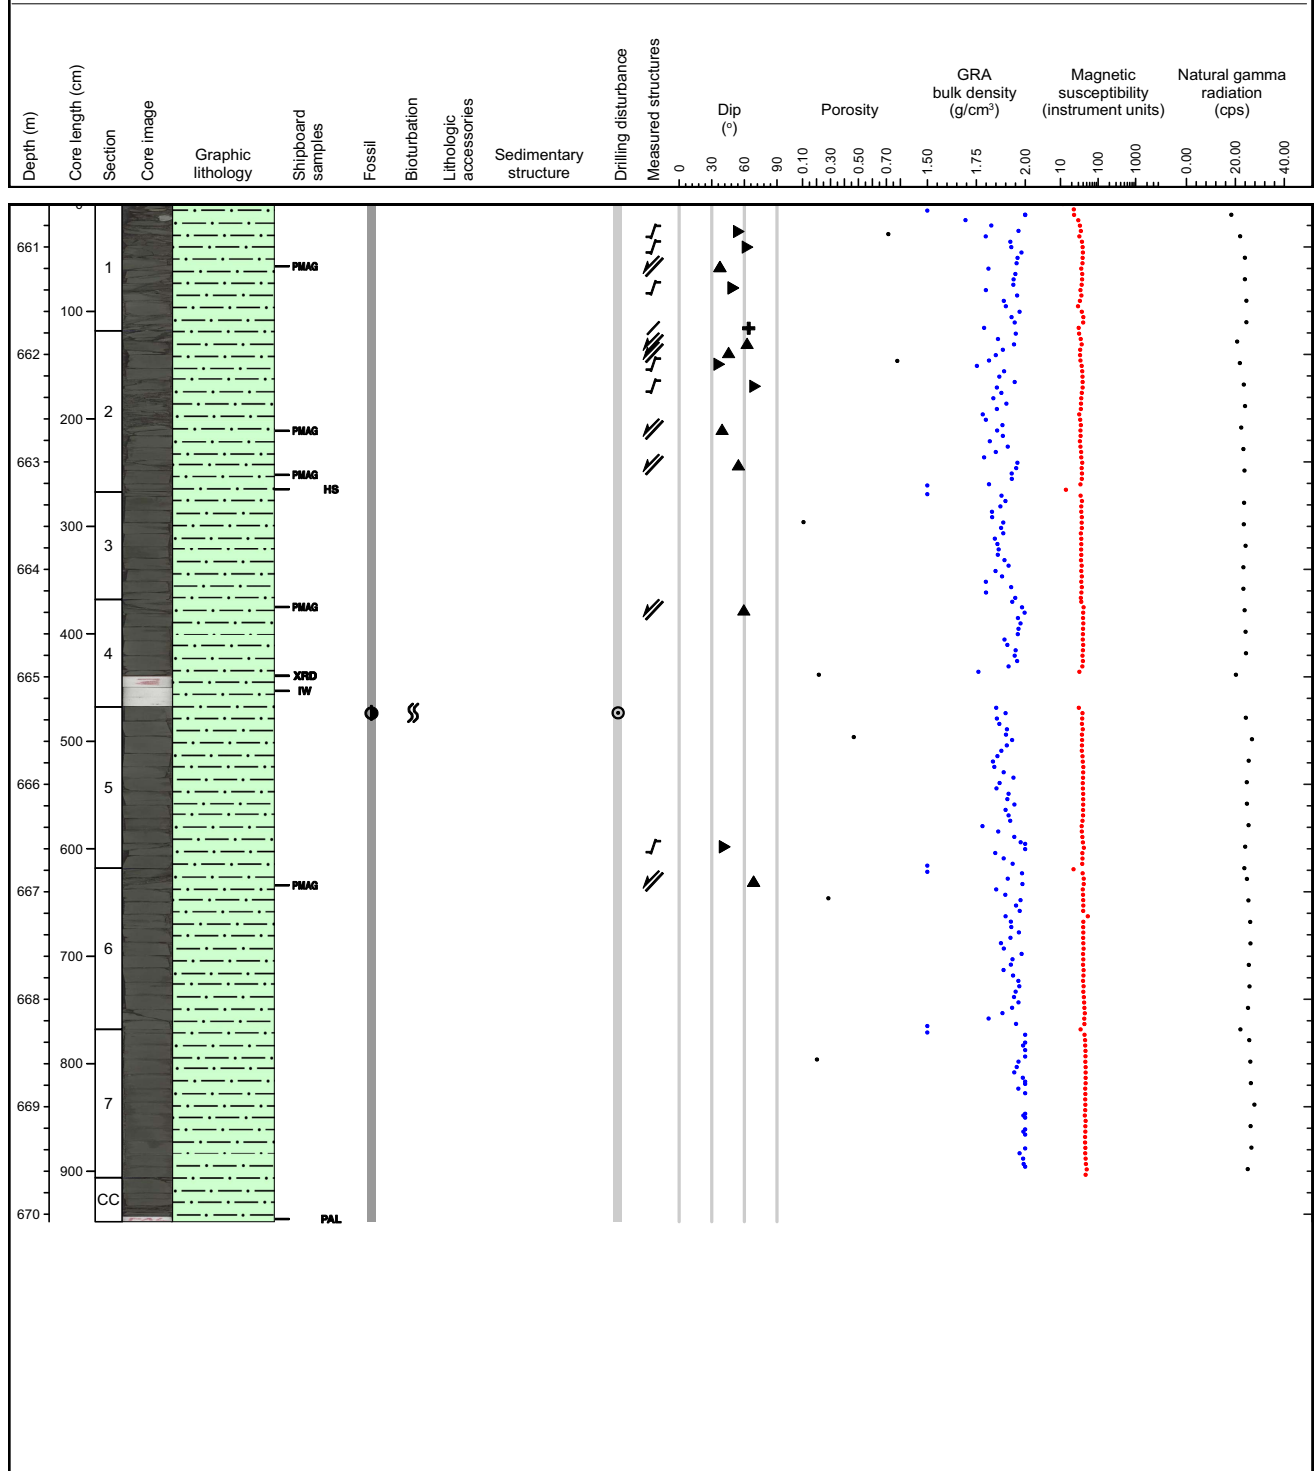 Depth (m)
Core length (cm)
Section
Core image
Graphic
lithology
Shipboard
samples
Fossil
Bioturbation
Lithologic
accessories
Sedimentary
structure
Drilling disturbance
Measured structures
Dip
(°)
Porosity
GRA
bulk density
(g/cm³)
Magnetic
susceptibility
(instrument units)
Natural gamma
radiation
(cps)
0 30 60 90 0.10 0.30 0.50 0.70 1.50 1.75 2.00 10 100 1000 0.00 20.00 40.00
661
1 PMAG
100
662
2
200 PMAG
663
PMAG
HS
300
3
664
PMAG
400
4
665 XRD
IW
500
666 5
600
667 PMAG
6
700
668
800
669 7
900
CC
670 PAL